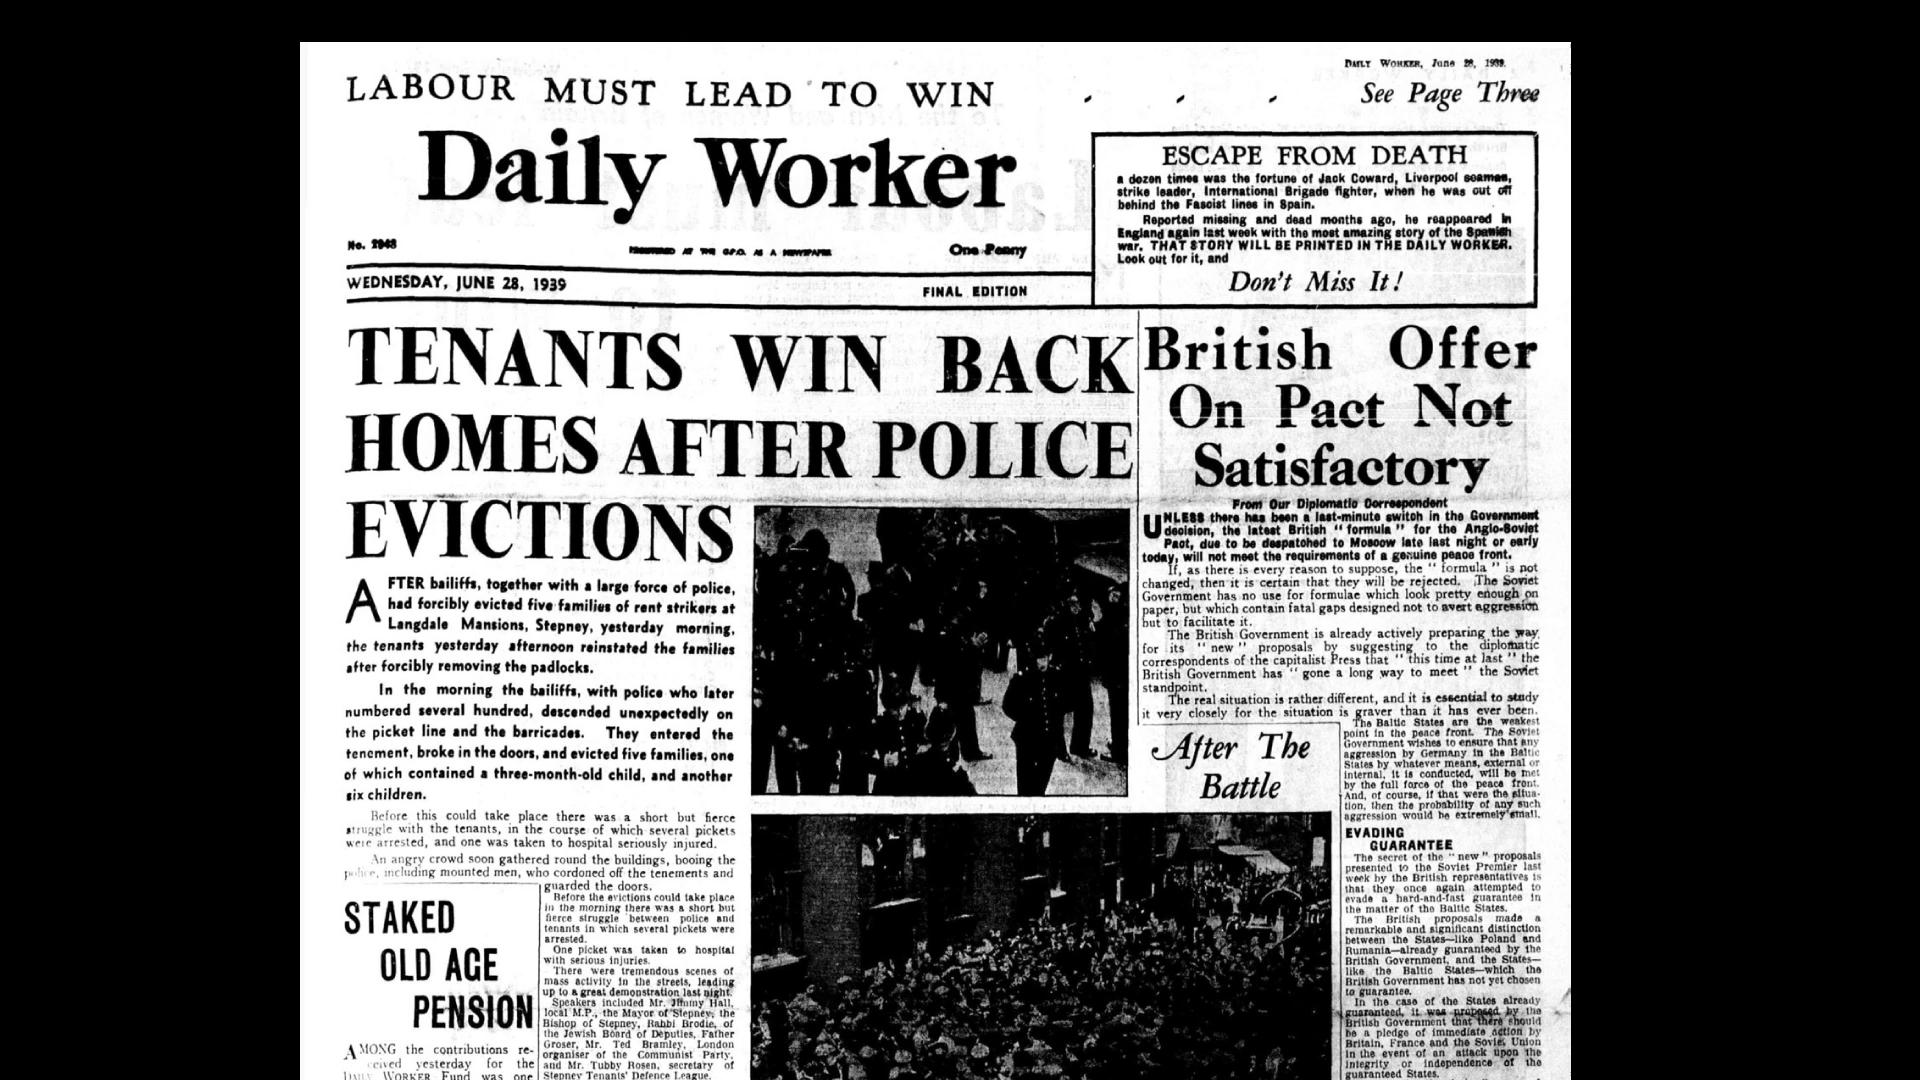 DAILY WORKER, June 28, 1939.
LABOUR MUST LEAD TO WIN
See Page Three
Daily Worker
No. 2948
REGISTERED AT THE G.P.O. AS A NEWSPAPER
One Penny
WEDNESDAY, JUNE 28, 1939
FINAL EDITION
ESCAPE FROM DEATH
a dozen times was the fortune of Jack Coward, Liverpool seaman,
strike leader, International Brigade fighter, when he was cut off
behind the Fascist lines in Spain.
Reported missing and dead months ago, he reappeared in
England again last week with the most amazing story of the Spanish
war. THAT STORY WILL BE PRINTED IN THE DAILY WORKER.
Look out for it, and
Don't Miss It!
TENANTS WIN BACK
HOMES AFTER POLICE
EVICTIONS
AFTER bailiffs, together with a large force of police,
had forcibly evicted five families of rent strikers at
Langdale Mansions, Stepney, yesterday morning,
the tenants yesterday afternoon reinstated the families
after forcibly removing the padlocks.
In the morning the bailiffs, with police who later
numbered several hundred, descended unexpectedly on
the picket line and the barricades. They entered the
tenement, broke in the doors, and evicted five families, one
of which contained a three-month-old child, and another
six children.
Before this could take place there was a short but fierce
struggle with the tenants, in the course of which several pickets
were arrested, and one was taken to hospital seriously injured.
An angry crowd soon gathered round the buildings, booing the
police, including mounted men, who cordoned off the tenements and
guarded the doors.
Before the evictions could take place
in the morning there was a short but
fierce struggle between police and
tenants in which several pickets were
arrested.
One picket was taken to hospital
with serious injuries.
There were tremendous scenes of
mass activity in the streets, leading
up to a great demonstration last night.
Speakers included Mr. Jimmy Hall,
local M.P., the Mayor of Stepney, the
Bishop of Stepney, Rabbi Brodie, of
the Jewish Board of Deputies, Father
Groser, Mr. Ted Bramley, London
organiser of the Communist Party,
and Mr. Tubby Rosen, secretary of
Stepney Tenants' Defence League.
STAKED
OLD AGE
PENSION
AMONG the contributions re-
ceived yesterday for the
DAILY WORKER Fund was one
After The
Battle
British Offer
On Pact Not
Satisfactory
From Our Diplomatic Correspondent
UNLESS there has been a last-minute switch in the Government
decision, the latest British "formula" for the Anglo-Soviet
Pact, due to be despatched to Moscow late last night or early
today, will not meet the requirements of a genuine peace front.
If, as there is every reason to suppose, the "formula" is not
changed, then it is certain that they will be rejected. The Soviet
Government has no use for formulae which look pretty enough on
paper, but which contain fatal gaps designed not to avert aggression
but to facilitate it.
The British Government is already actively preparing the way
for its "new" proposals by suggesting to the diplomatic
correspondents of the capitalist Press that "this time at last" the
British Government has "gone a long way to meet" the Soviet
standpoint.
The real situation is rather different, and it is essential to study
it very closely for the situation is graver than it has ever been.
The Baltic States are the weakest
point in the peace front. The Soviet
Government wishes to ensure that any
aggression by Germany in the Baltic
States by whatever means, external or
internal, it is conducted, will be met
by the full force of the peace front.
And, of course, if that were the situa-
tion, then the probability of any such
aggression would be extremely small.
EVADING
GUARANTEE
The secret of the "new" proposals
presented to the Soviet Premier last
week by the British representatives is
that they once again attempted to
evade a hard-and-fast guarantee in
the matter of the Baltic States.
The British proposals made a
remarkable and significant distinction
between the States—like Poland and
Rumania—already guaranteed by the
British Government, and the States—
like the Baltic States—which the
British Government has not yet chosen
to guarantee.
In the case of the States already
guaranteed, it was proposed by the
British Government that there should
be a pledge of immediate action by
Britain, France and the Soviet Union
in the event of an attack upon the
integrity or independence of the
guaranteed States.